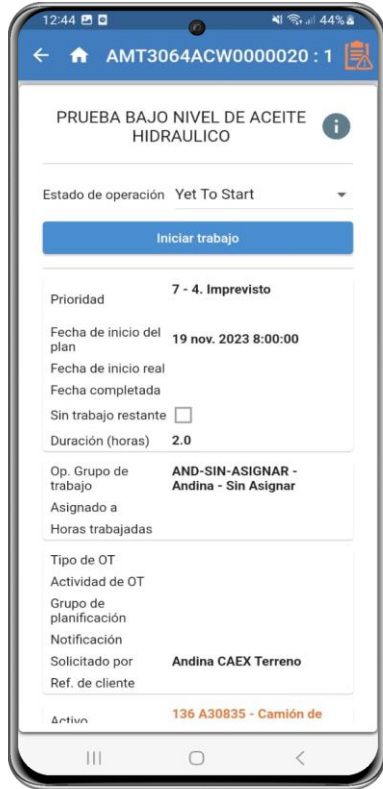 12:44 44%
AMT3064ACW0000020 : 1
PRUEBA BAJO NIVEL DE ACEITE
HIDRAULICO
i
Estado de operación Yet To Start
Iniciar trabajo
Prioridad 7 - 4. Imprevisto
Fecha de inicio del
plan 19 nov. 2023 8:00:00
Fecha de inicio real
Fecha completada
Sin trabajo restante
Duración (horas) 2.0
Op. Grupo de
trabajo AND-SIN-ASIGNAR -
Andina - Sin Asignar
Asignado a
Horas trabajadas
Tipo de OT
Actividad de OT
Grupo de
planificación
Notificación
Solicitado por Andina CAEX Terreno
Ref. de cliente
Activo 136 A30835 - Camión de